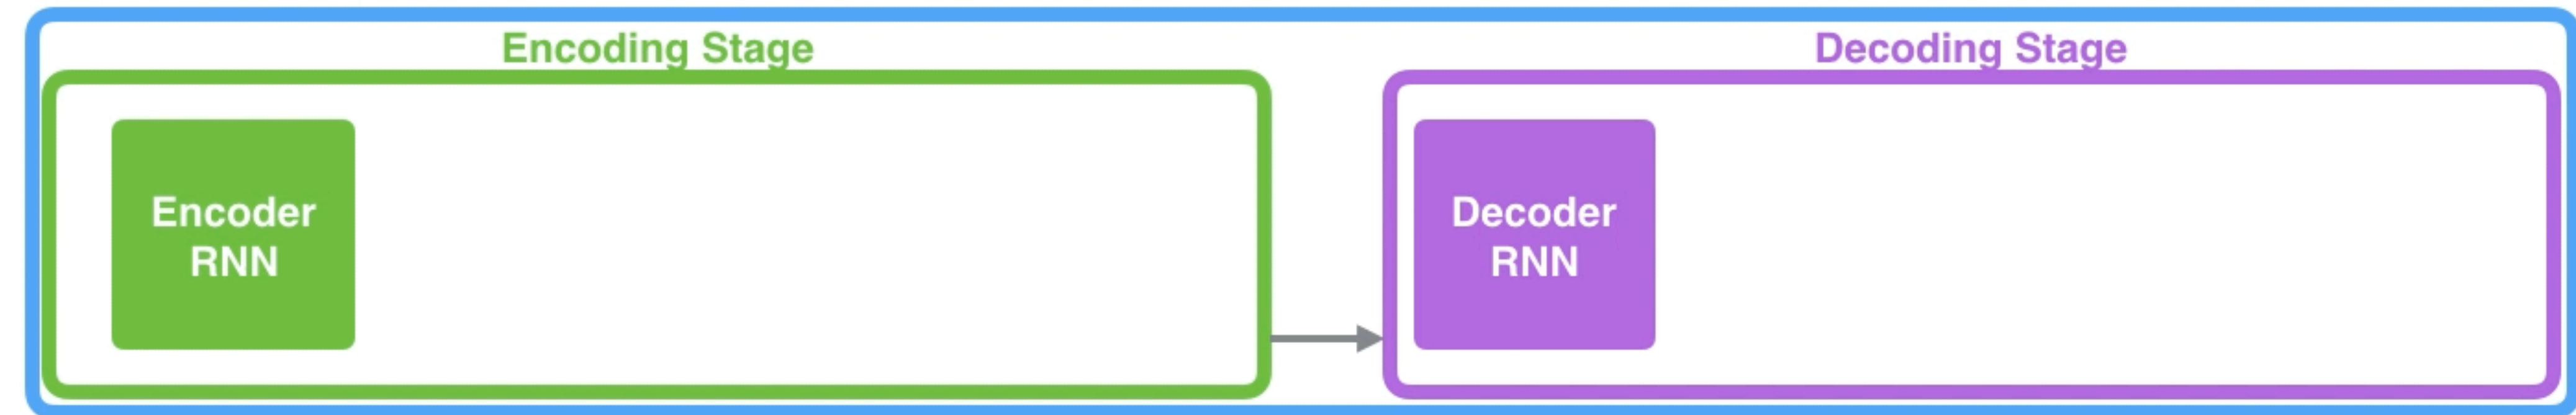 Encoding Stage
Decoding Stage
Encoder
RNN
Decoder
RNN